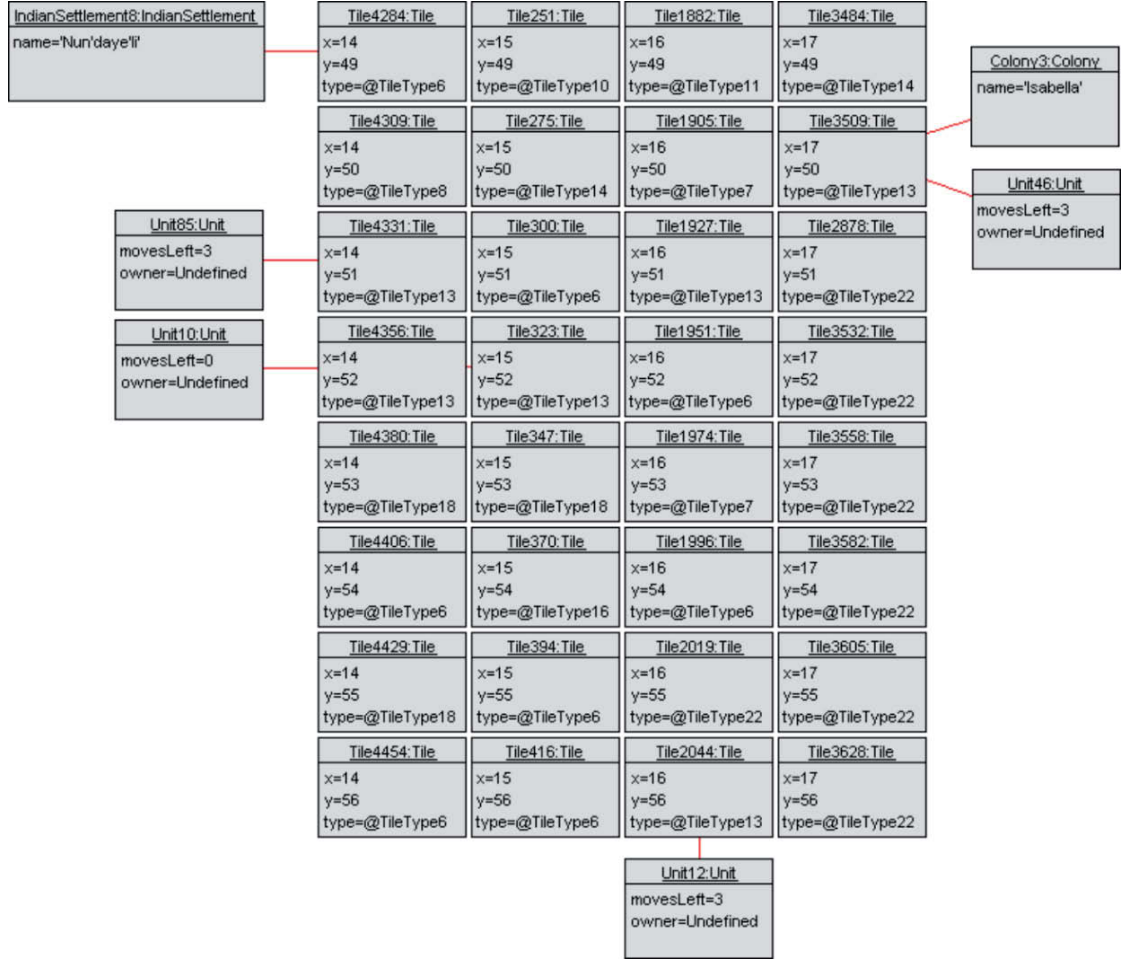 IndianSettlement8:IndianSettlement
name='Nun'daye'li'
Tile4284:Tile
x=14
y=49
type=@TileType6
Tile251:Tile
x=15
y=49
type=@TileType10
Tile1882:Tile
x=16
y=49
type=@TileType11
Tile3484:Tile
x=17
y=49
type=@TileType14
Colony3:Colony
name='Isabella'
Tile4309:Tile
x=14
y=50
type=@TileType8
Tile275:Tile
x=15
y=50
type=@TileType14
Tile1905:Tile
x=16
y=50
type=@TileType7
Tile3509:Tile
x=17
y=50
type=@TileType13
Unit46:Unit
movesLeft=3
owner=Undefined
Unit85:Unit
movesLeft=3
owner=Undefined
Tile4331:Tile
x=14
y=51
type=@TileType13
Tile300:Tile
x=15
y=51
type=@TileType6
Tile1927:Tile
x=16
y=51
type=@TileType13
Tile2878:Tile
x=17
y=51
type=@TileType22
Unit10:Unit
movesLeft=0
owner=Undefined
Tile4356:Tile
x=14
y=52
type=@TileType13
Tile323:Tile
x=15
y=52
type=@TileType13
Tile1951:Tile
x=16
y=52
type=@TileType6
Tile3532:Tile
x=17
y=52
type=@TileType22
Tile4380:Tile
x=14
y=53
type=@TileType18
Tile347:Tile
x=15
y=53
type=@TileType18
Tile1974:Tile
x=16
y=53
type=@TileType7
Tile3558:Tile
x=17
y=53
type=@TileType22
Tile4406:Tile
x=14
y=54
type=@TileType6
Tile370:Tile
x=15
y=54
type=@TileType16
Tile1996:Tile
x=16
y=54
type=@TileType6
Tile3582:Tile
x=17
y=54
type=@TileType22
Tile4429:Tile
x=14
y=55
type=@TileType18
Tile394:Tile
x=15
y=55
type=@TileType6
Tile2019:Tile
x=16
y=55
type=@TileType22
Tile3605:Tile
x=17
y=55
type=@TileType22
Tile4454:Tile
x=14
y=56
type=@TileType6
Tile416:Tile
x=15
y=56
type=@TileType6
Tile2044:Tile
x=16
y=56
type=@TileType13
Tile3628:Tile
x=17
y=56
type=@TileType22
Unit12:Unit
movesLeft=3
owner=Undefined